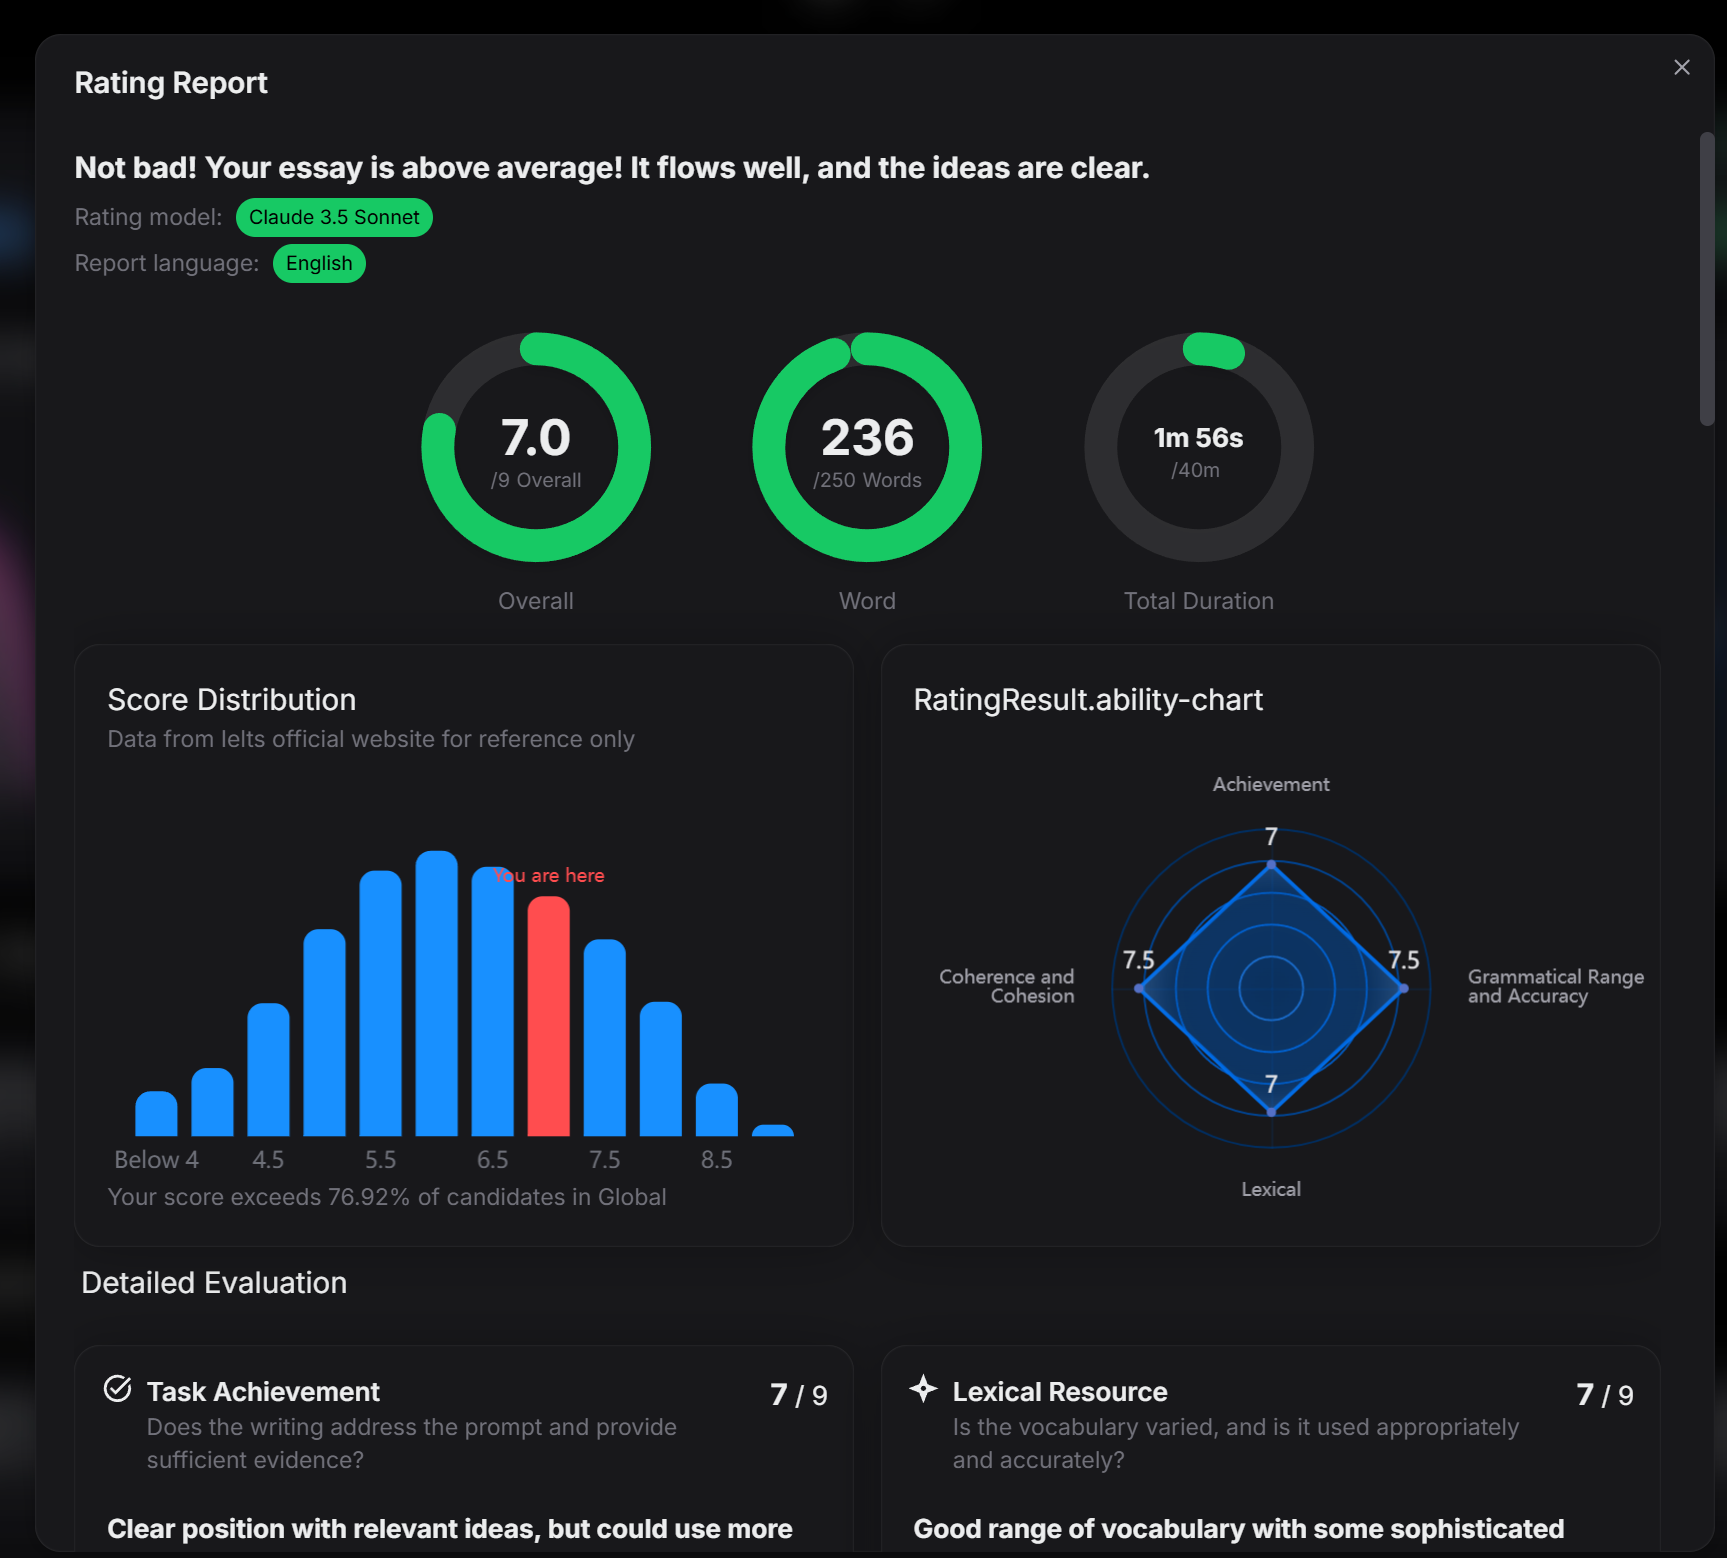 Rating Report
Not bad! Your essay is above average! It flows well, and the ideas are clear.
Rating model: Claude 3.5 Sonnet
Report language: English
7.0
/9 Overall
Overall
236
/250 Words
Word
1m 56s
/40m
Total Duration
Score Distribution
Data from Ielts official website for reference only
You are here
Below 4 4.5 5.5 6.5 7.5 8.5
Your score exceeds 76.92% of candidates in Global
RatingResult.ability-chart
Achievement
7
7.5
Coherence and
Cohesion
7.5
Grammatical Range
and Accuracy
7
Lexical
Detailed Evaluation
Task Achievement
7 / 9
Does the writing address the prompt and provide
sufficient evidence?
Clear position with relevant ideas, but could use more
Lexical Resource
7 / 9
Is the vocabulary varied, and is it used appropriately
and accurately?
Good range of vocabulary with some sophisticated